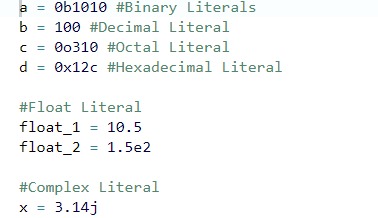 a = 0b1010 #Binary Literals
b = 100 #Decimal Literal
c = 0o310 #Octal Literal
d = 0x12c #Hexadecimal Literal
#Float Literal
float_1 = 10.5
float_2 = 1.5e2
#Complex Literal
x = 3.14j